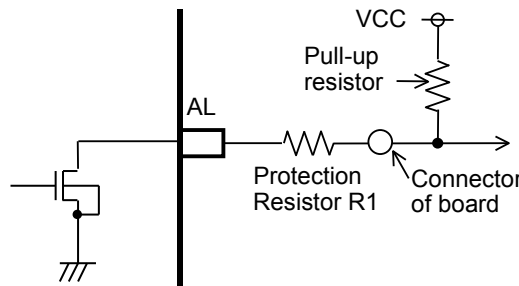 VCC
Pull-up
resistor
AL
Protection
Resistor R1
Connector
of board